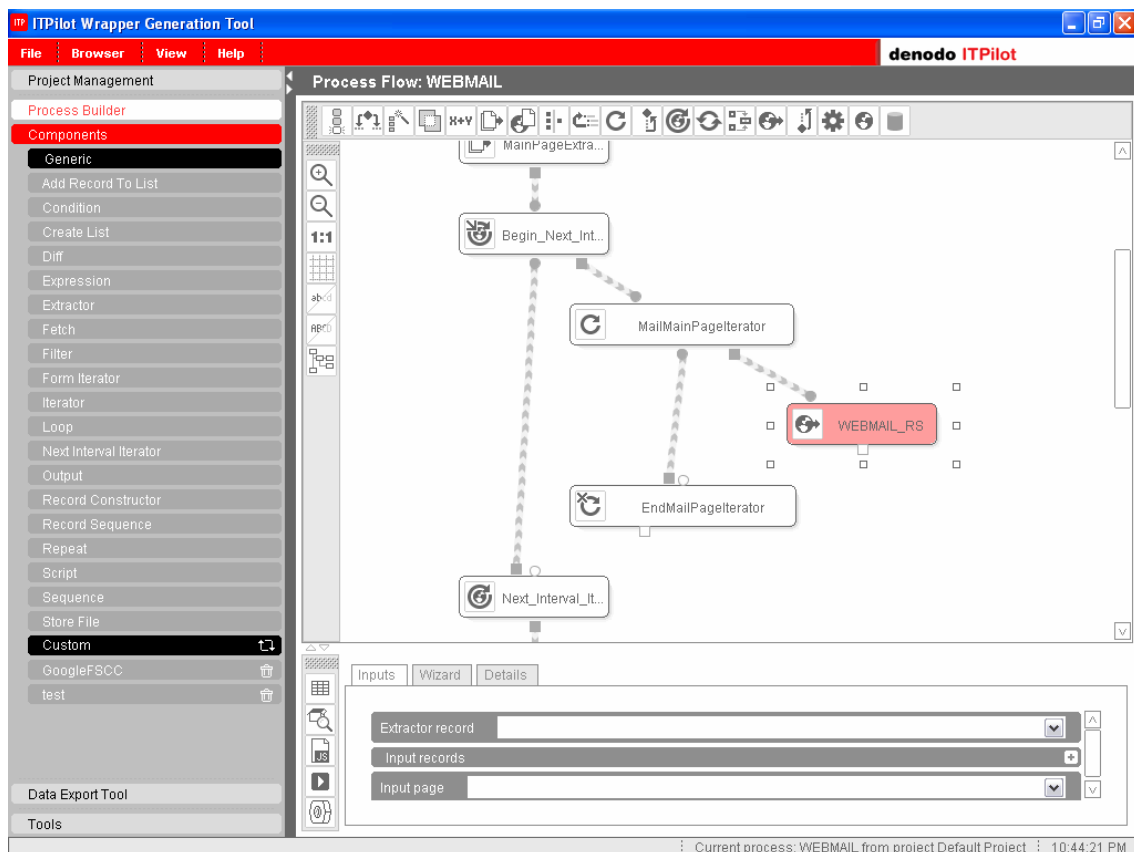 ITP ITPilot Wrapper Generation Tool
File Browser View Help
denodo ITPilot
Project Management
Process Flow: WEBMAIL
Process Builder
Components
Generic
Add Record To List
Condition
Create List
Diff
Expression
Extractor
Fetch
Filter
Form Iterator
Iterator
Loop
Next Interval Iterator
Output
Record Constructor
Record Sequence
Repeat
Script
Sequence
Store File
Custom
GoogleFSCC
test
Data Export Tool
Tools
X+Y
1:1
abcd
ABCD
MainPageExtra...
Begin_Next_Int...
MailMainPageIterator
WEBMAIL_RS
EndMailPageIterator
Next_Interval_It...
Inputs Wizard Details
JS
Extractor record
Input records
Input page
Current process: WEBMAIL from project Default Project 10:44:21 PM